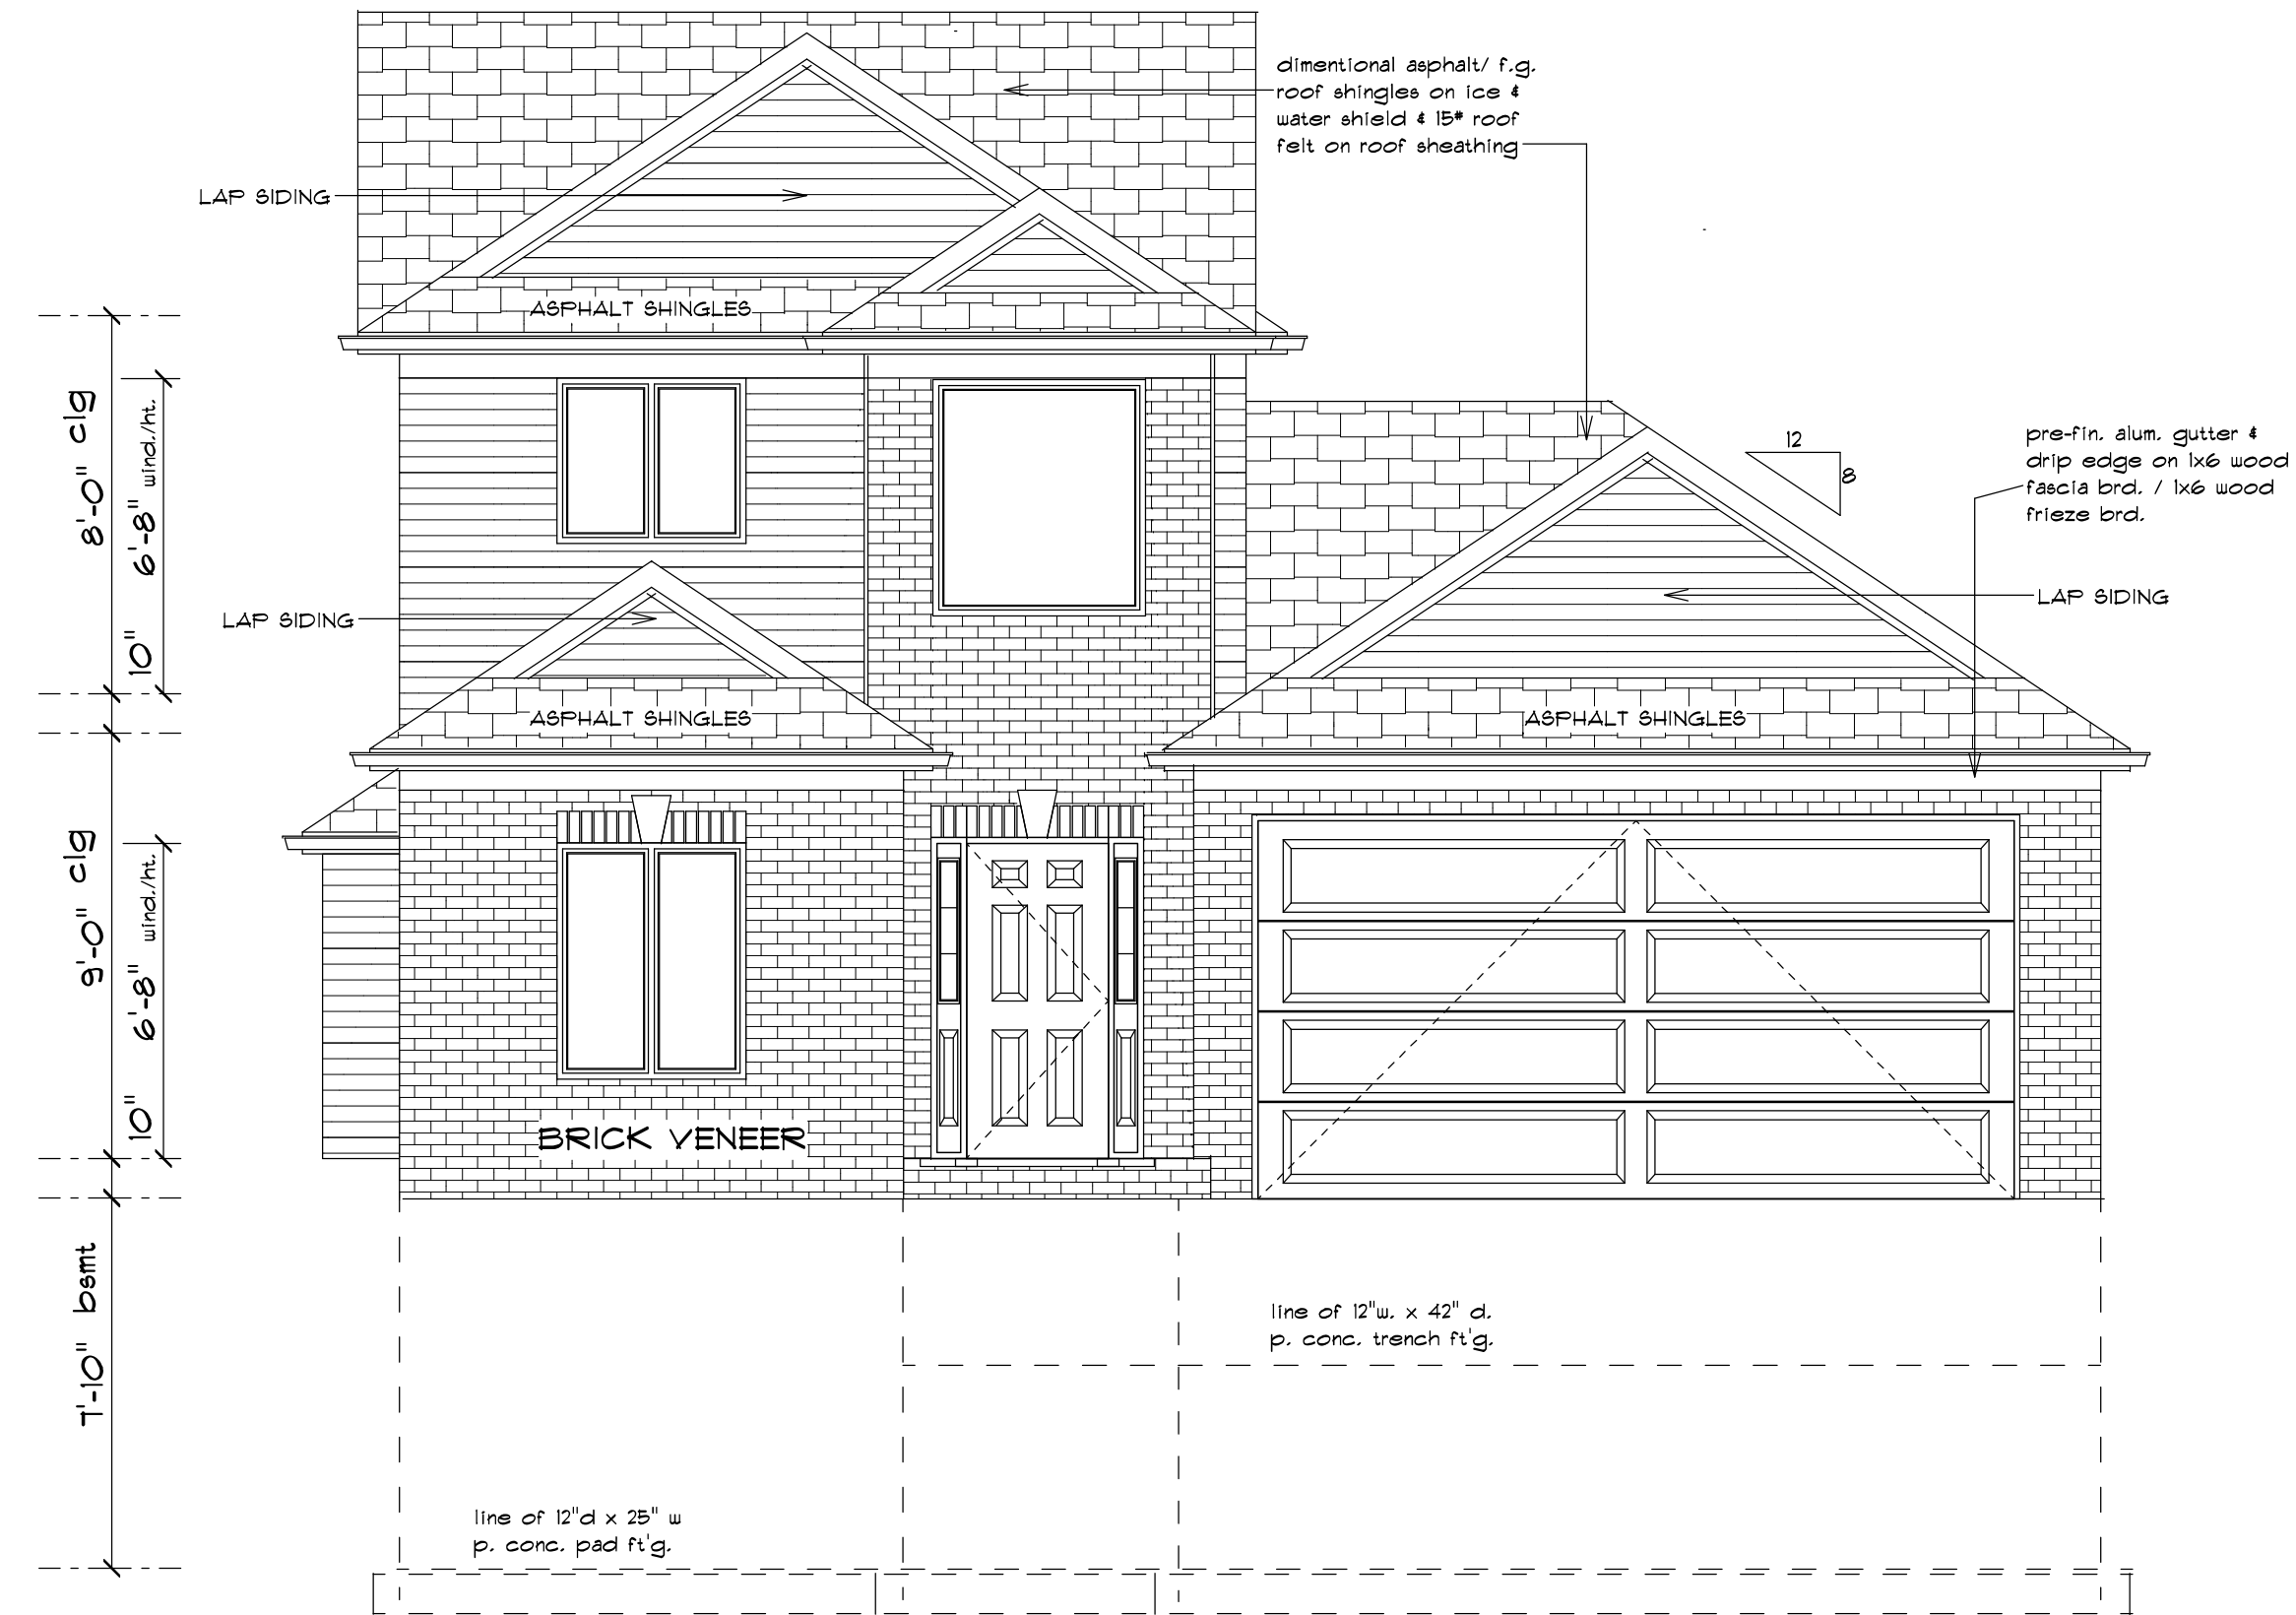 dimentional asphalt/ f.g.
roof shingles on ice &
water shield & 15# roof
felt on roof sheathing
LAP SIDING
ASPHALT SHINGLES
8'-0" clg
6'-8" wind./ht.
10"
12
8
pre-fin. alum. gutter &
drip edge on 1x6 wood
fascia brd. / 1x6 wood
frieze brd.
LAP SIDING
LAP SIDING
ASPHALT SHINGLES
ASPHALT SHINGLES
9'-0" clg
6'-8" wind./ht.
10"
BRICK VENEER
7'-10" bsmt
line of 12"w. x 42" d.
p. conc. trench ft'g.
line of 12"d x 25" w
p. conc. pad ft'g.